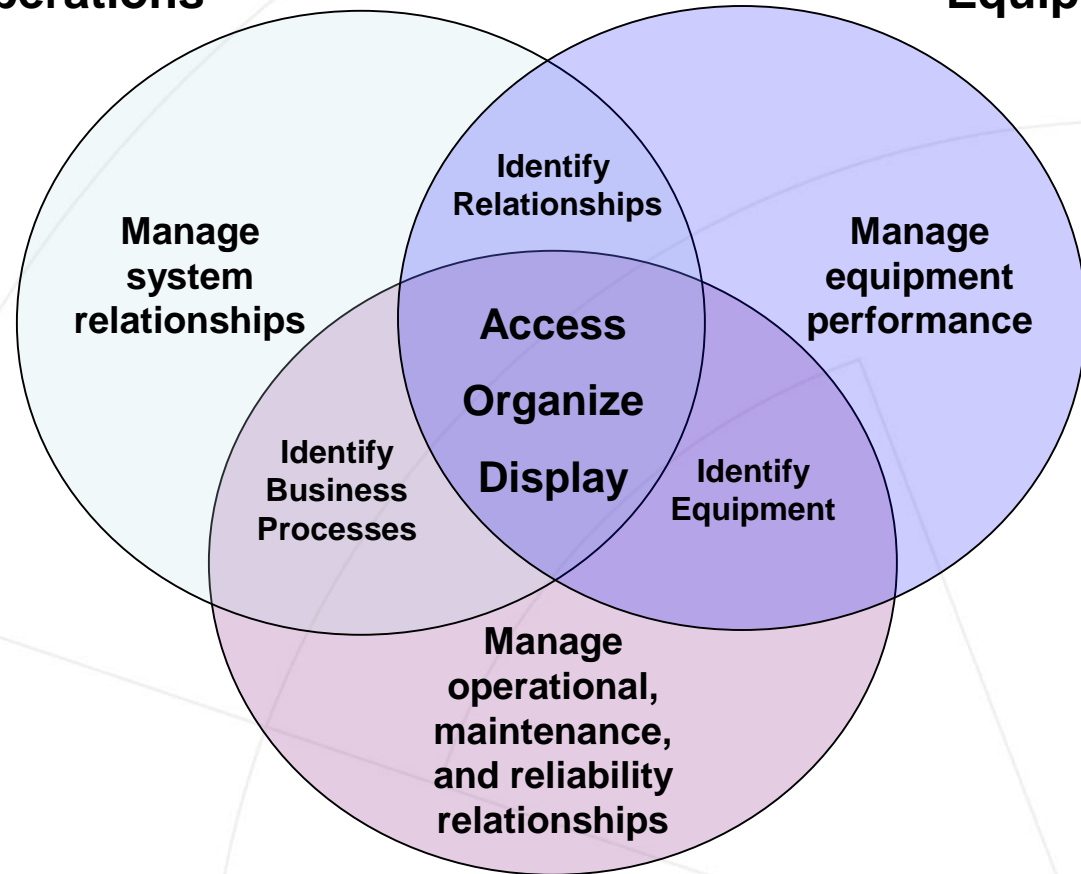 Identify
Relationships
Manage
system
relationships
Manage
equipment
performance
Access
Organize
Display
Identify
Business
Processes
Identify
Equipment
Manage
operational,
maintenance,
and reliability
relationships